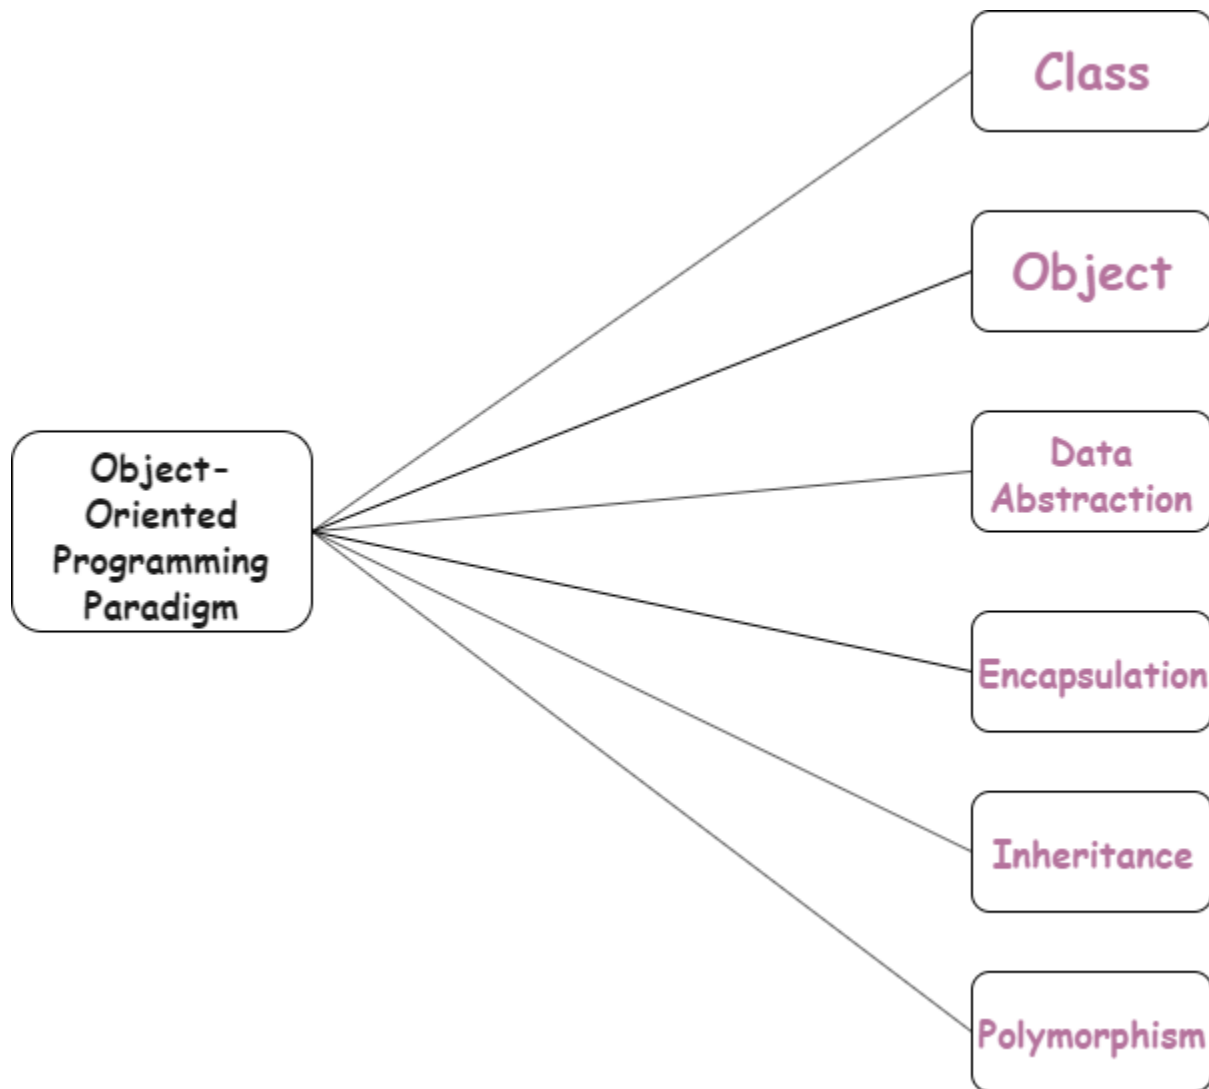 Class
Object
Object-
Oriented
Programming
Paradigm
Data
Abstraction
Encapsulation
Inheritance
Polymorphism